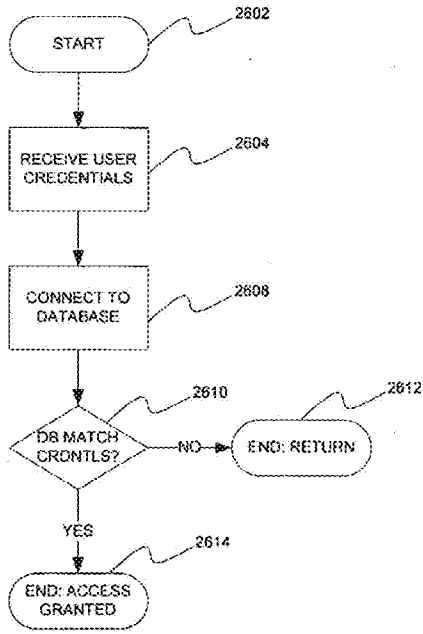 2602
START
2604
RECEIVE USER
CREDENTIALS
2608
CONNECT TO
DATABASE
2610
2612
DB MATCH
CRDNTLS?
NO
END: RETURN
YES
2614
END: ACCESS
GRANTED